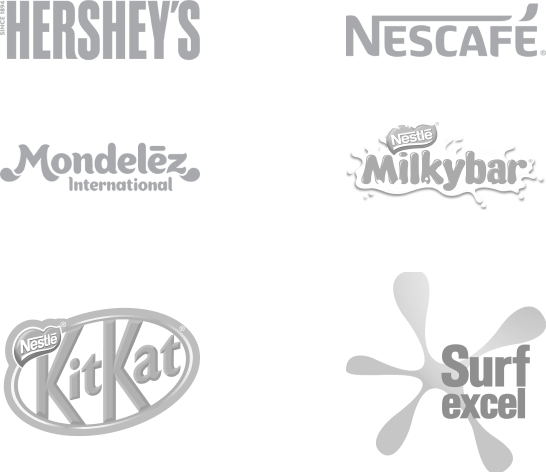 SINCE 1894
HERSHEY'S
NESCAFÉ®
Mondelēz
International
Nestlé
Milkybar
Nestlé
KitKat
Surf
excel